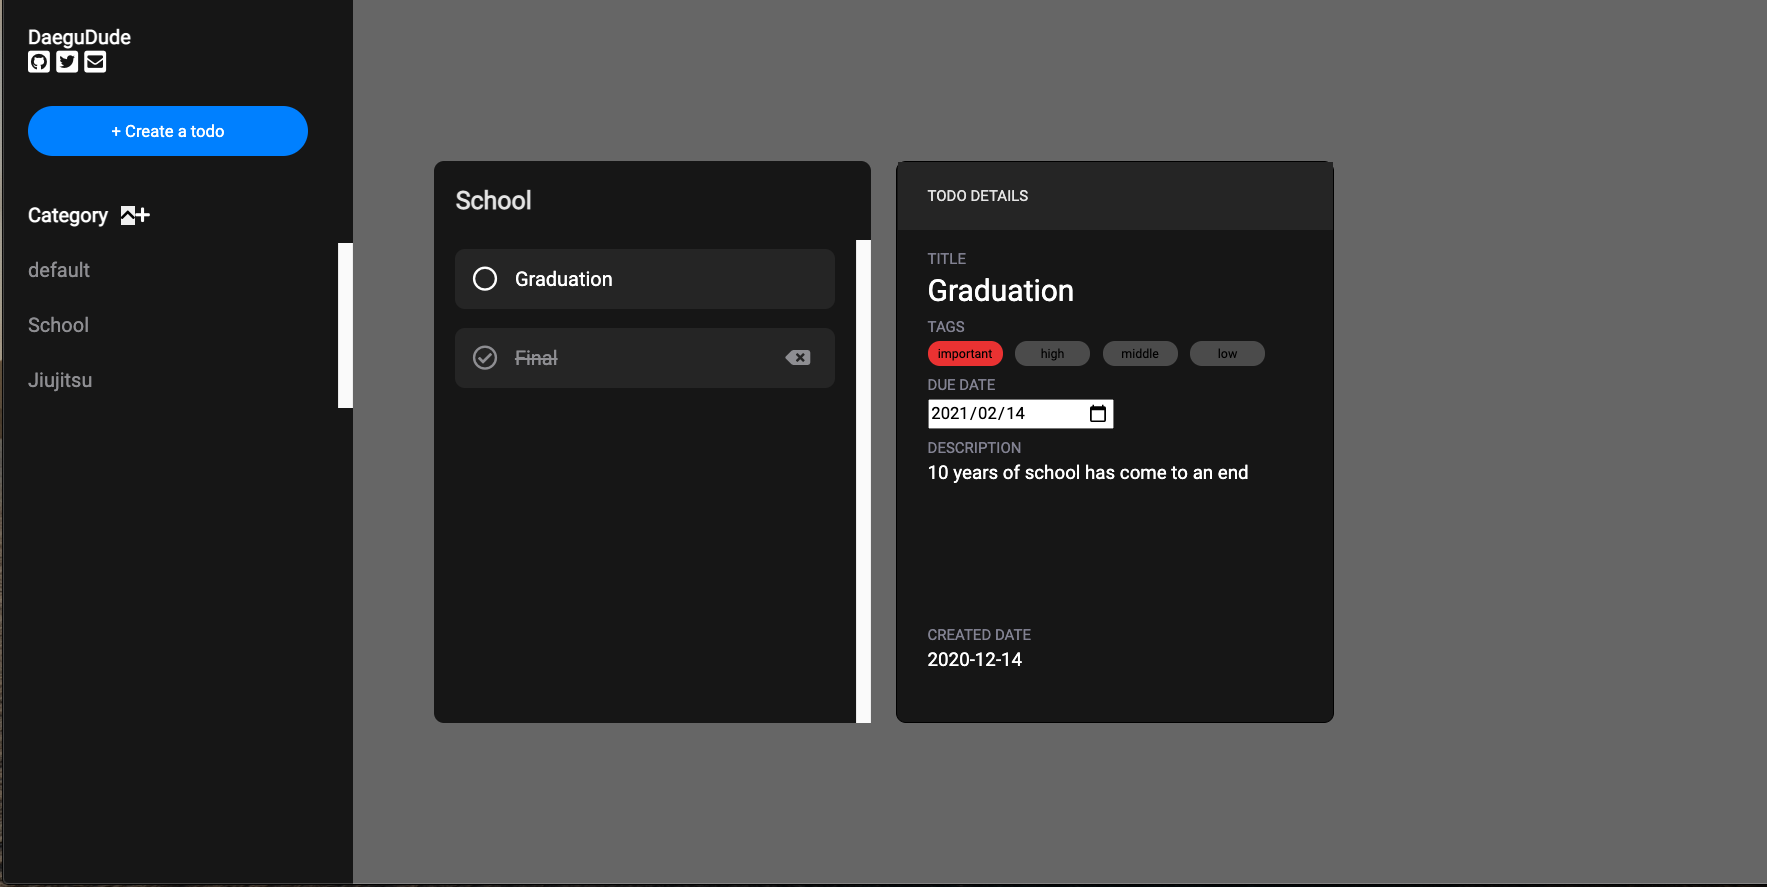 DaeguDude
+ Create a todo
Category
default
School
Jiujitsu
School
Graduation
Final
TODO DETAILS
TITLE
Graduation
TAGS
important high middle low
DUE DATE
2021/02/14
DESCRIPTION
10 years of school has come to an end
CREATED DATE
2020-12-14